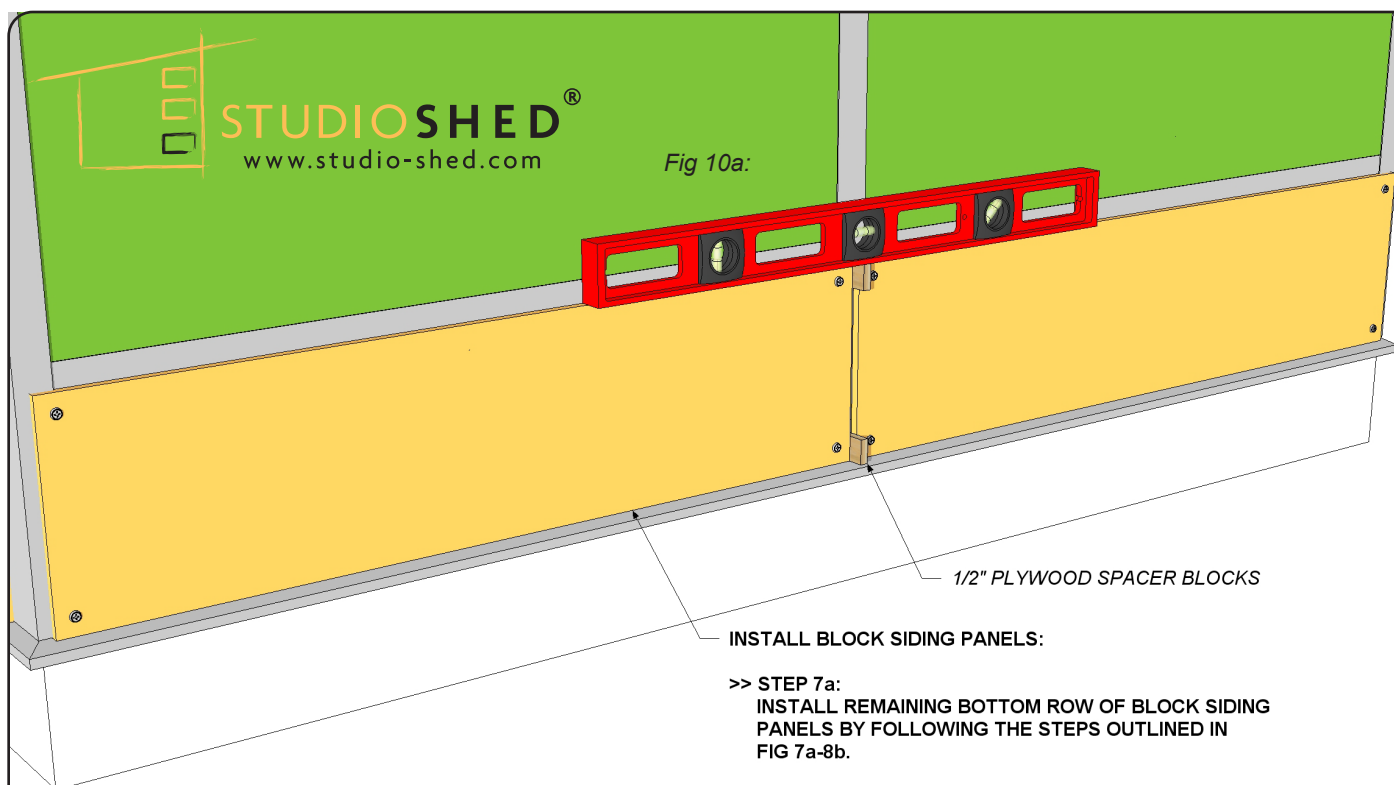 STUDIOSHED®
www.studio-shed.com
Fig 10a:
1/2" PLYWOOD SPACER BLOCKS
INSTALL BLOCK SIDING PANELS:
>> STEP 7a:
INSTALL REMAINING BOTTOM ROW OF BLOCK SIDING
PANELS BY FOLLOWING THE STEPS OUTLINED IN
FIG 7a-8b.